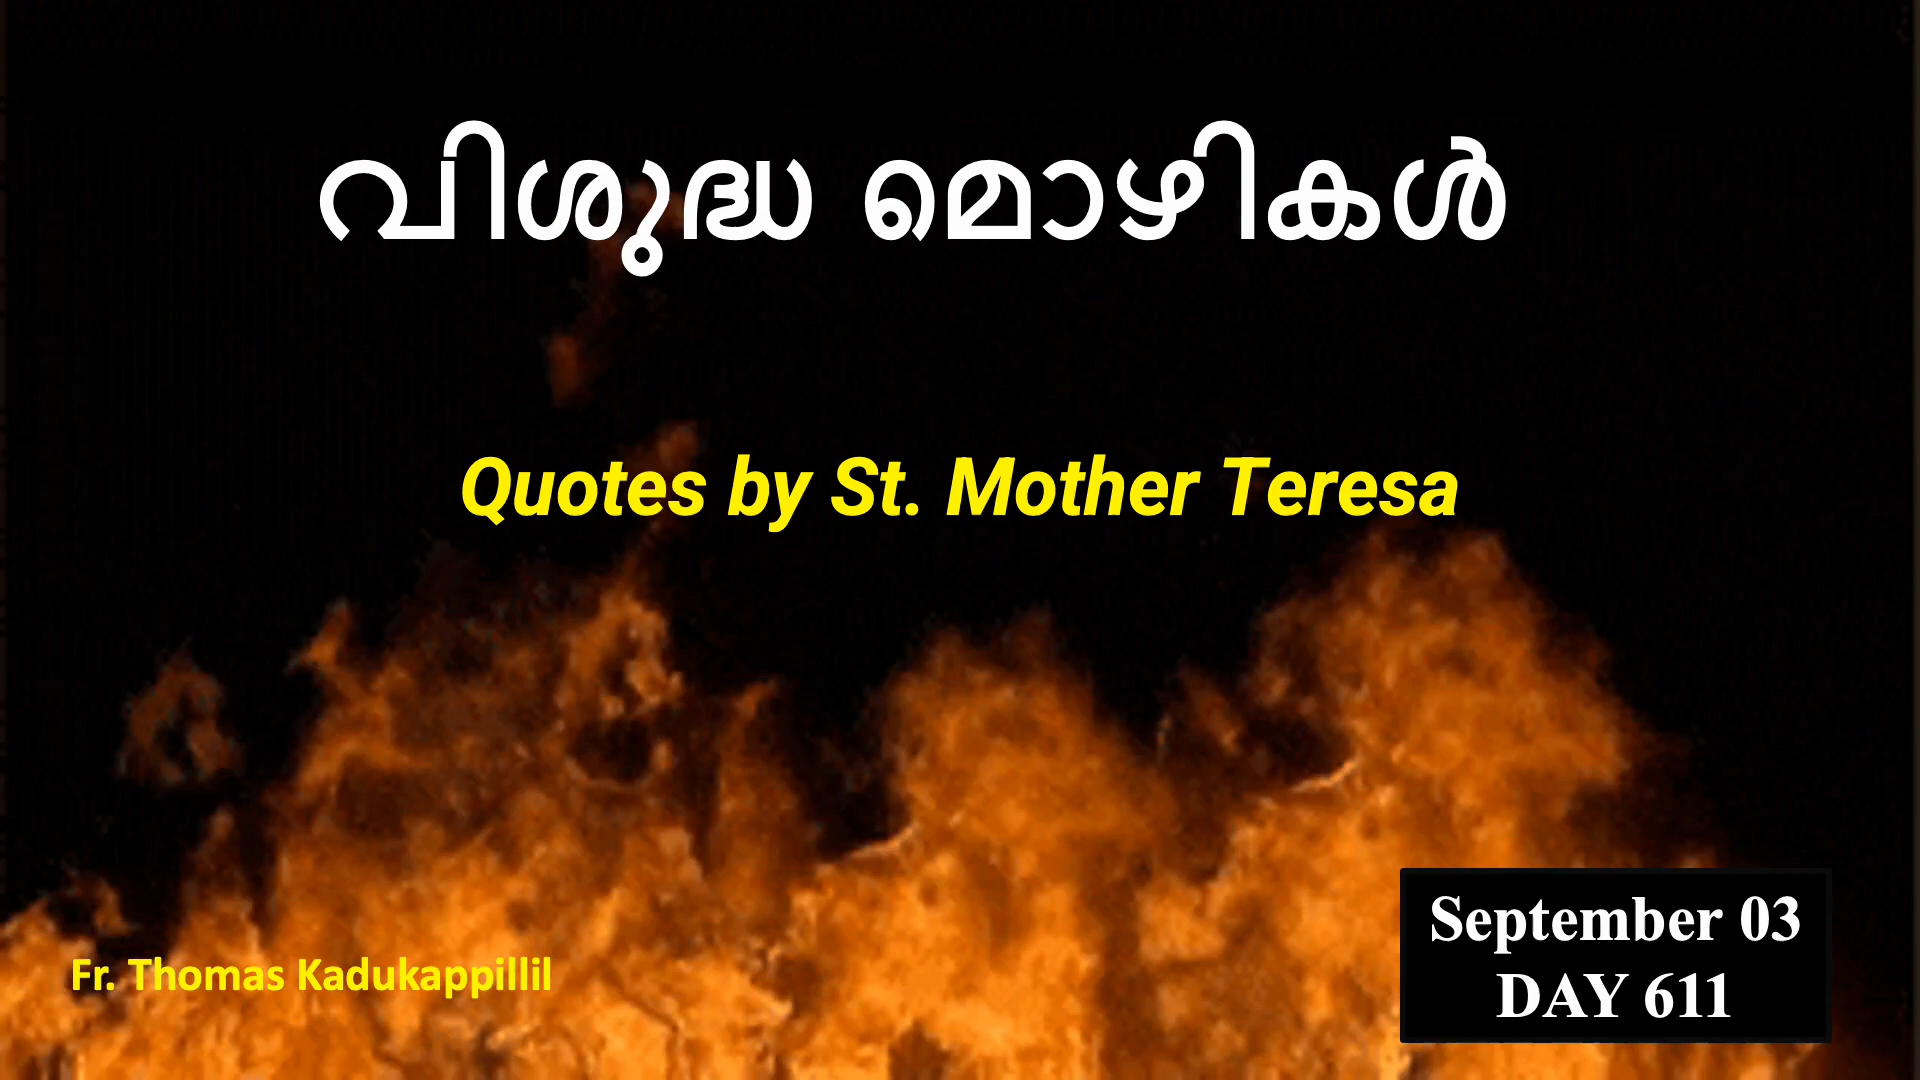 വിശുദ്ധ മൊഴികൾ
Quotes by St. Mother Teresa
Fr. Thomas Kadukappillil
September 03
DAY 611